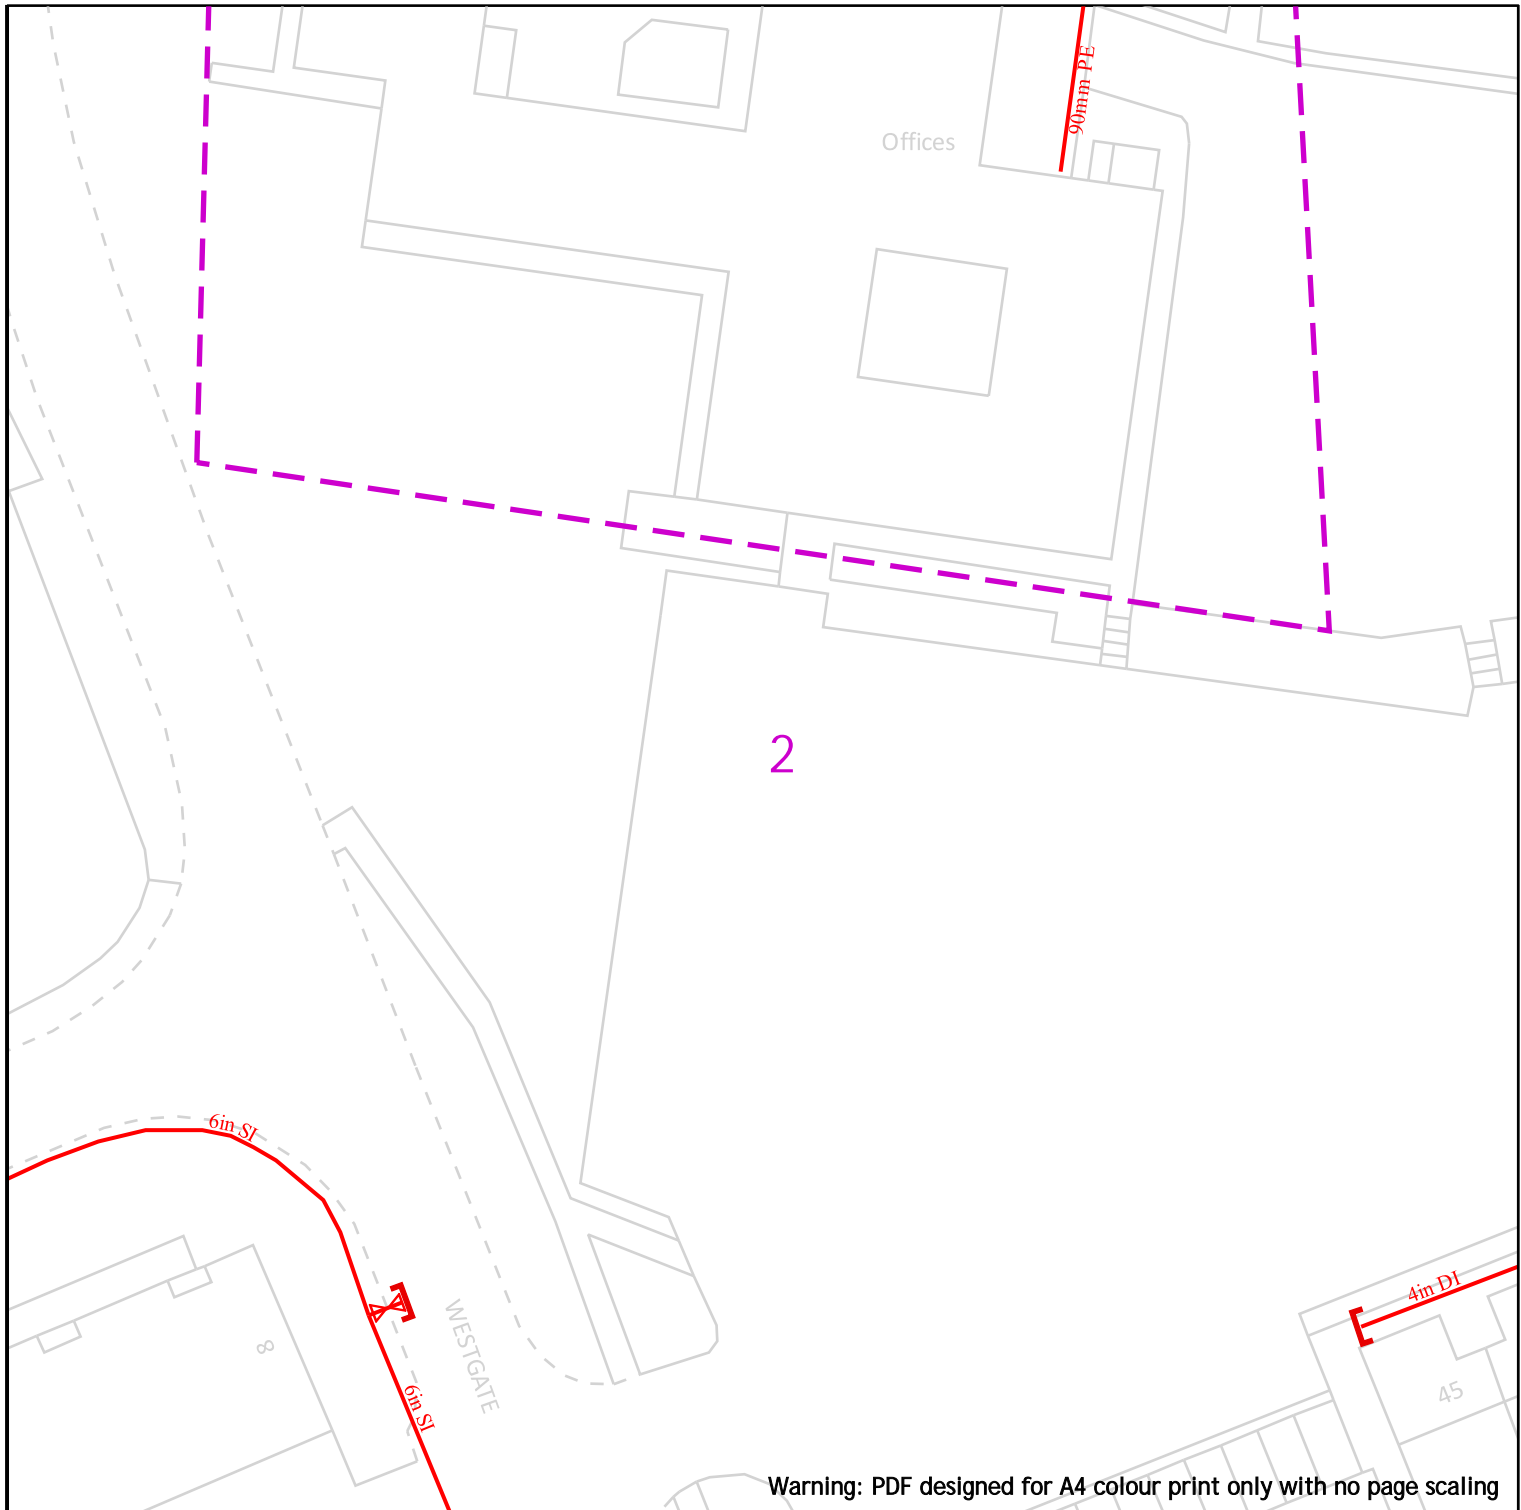 90mm PE
Offices
2
6in SI
4in DI
WESTGATE
8
6in SI
45
Warning: PDF designed for A4 colour print only with no page scaling